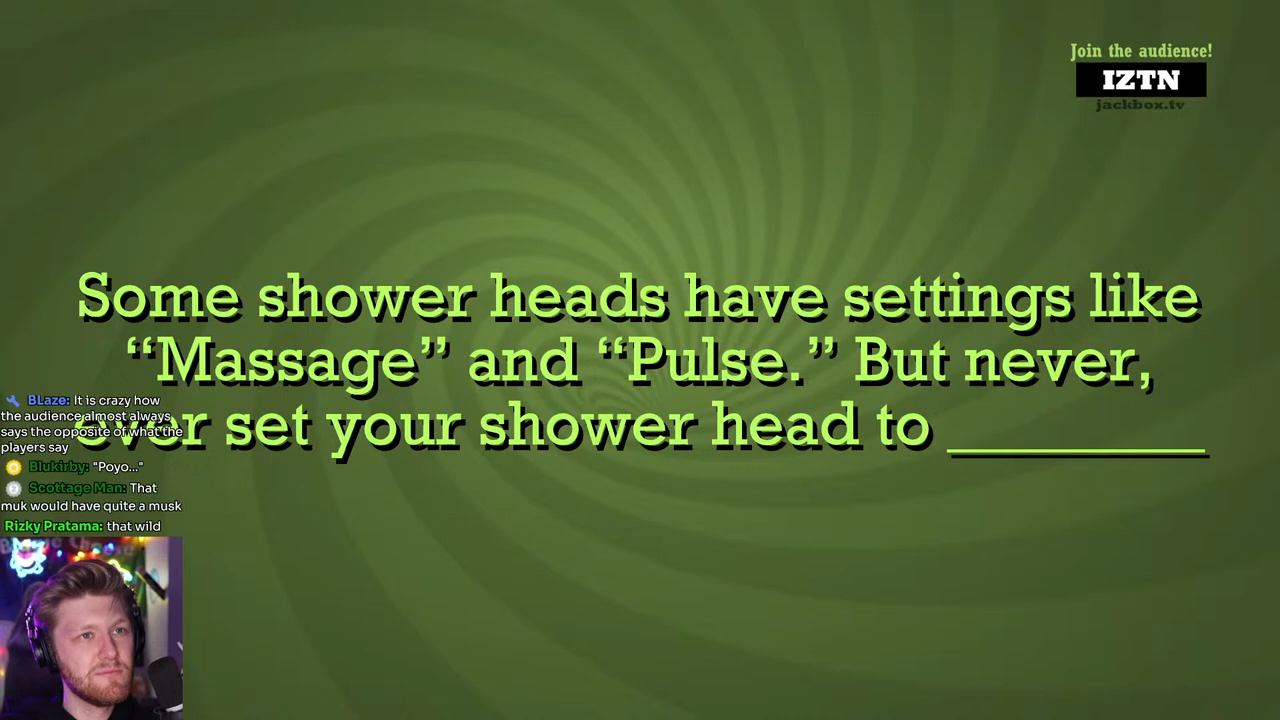 Join the audience!
IZTN
jackbox.tv
Some shower heads have settings like
“Massage” and “Pulse.” But never,
ever set your shower head to
BLaze: It is crazy how
the audience almost always
says the opposite of what the
players say
Blukirby: "Poyo..."
Scottage Man: That
muk would have quite a musk
Rizky Pratama: that wild